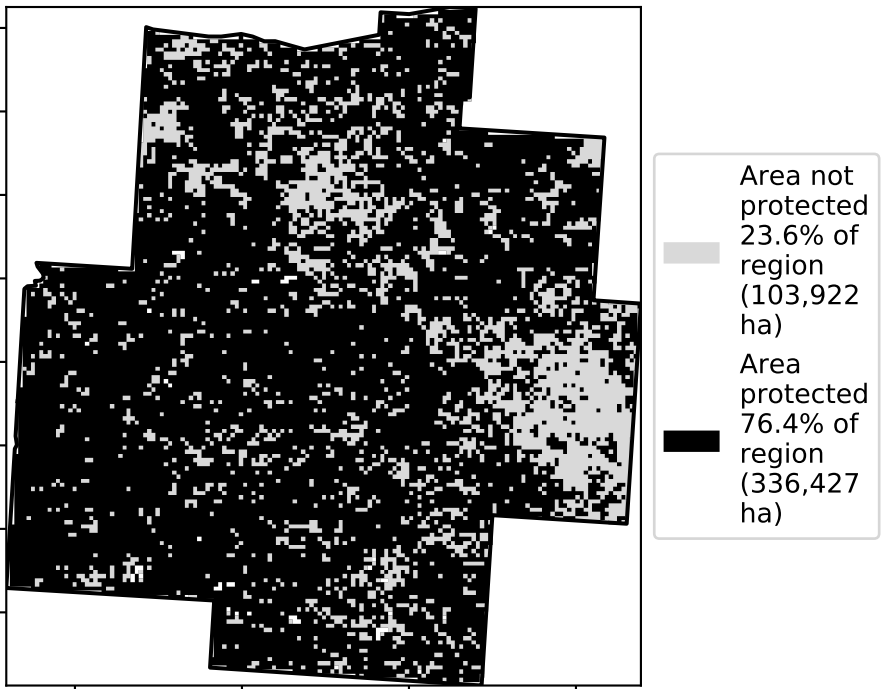 Area not
protected
23.6% of
region
(103,922
ha)
Area
protected
76.4% of
region
(336,427
ha)